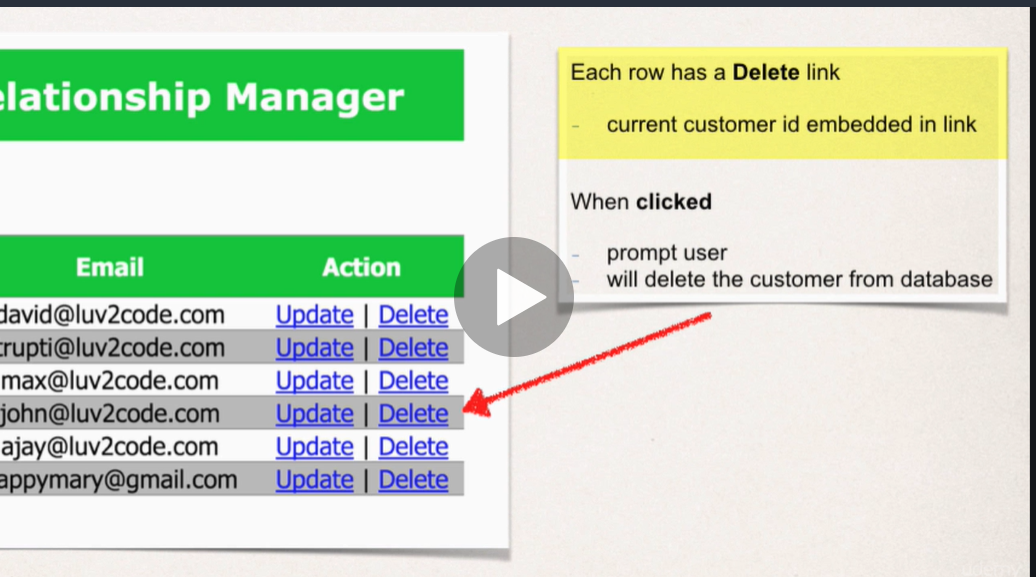 elationship Manager
Email Action
david@luv2code.com Update | Delete
trupti@luv2code.com Update | Delete
max@luv2code.com Update | Delete
john@luv2code.com Update | Delete
ajay@luv2code.com Update | Delete
appymary@gmail.com Update | Delete
Each row has a Delete link
- current customer id embedded in link
When clicked
- prompt user
- will delete the customer from database